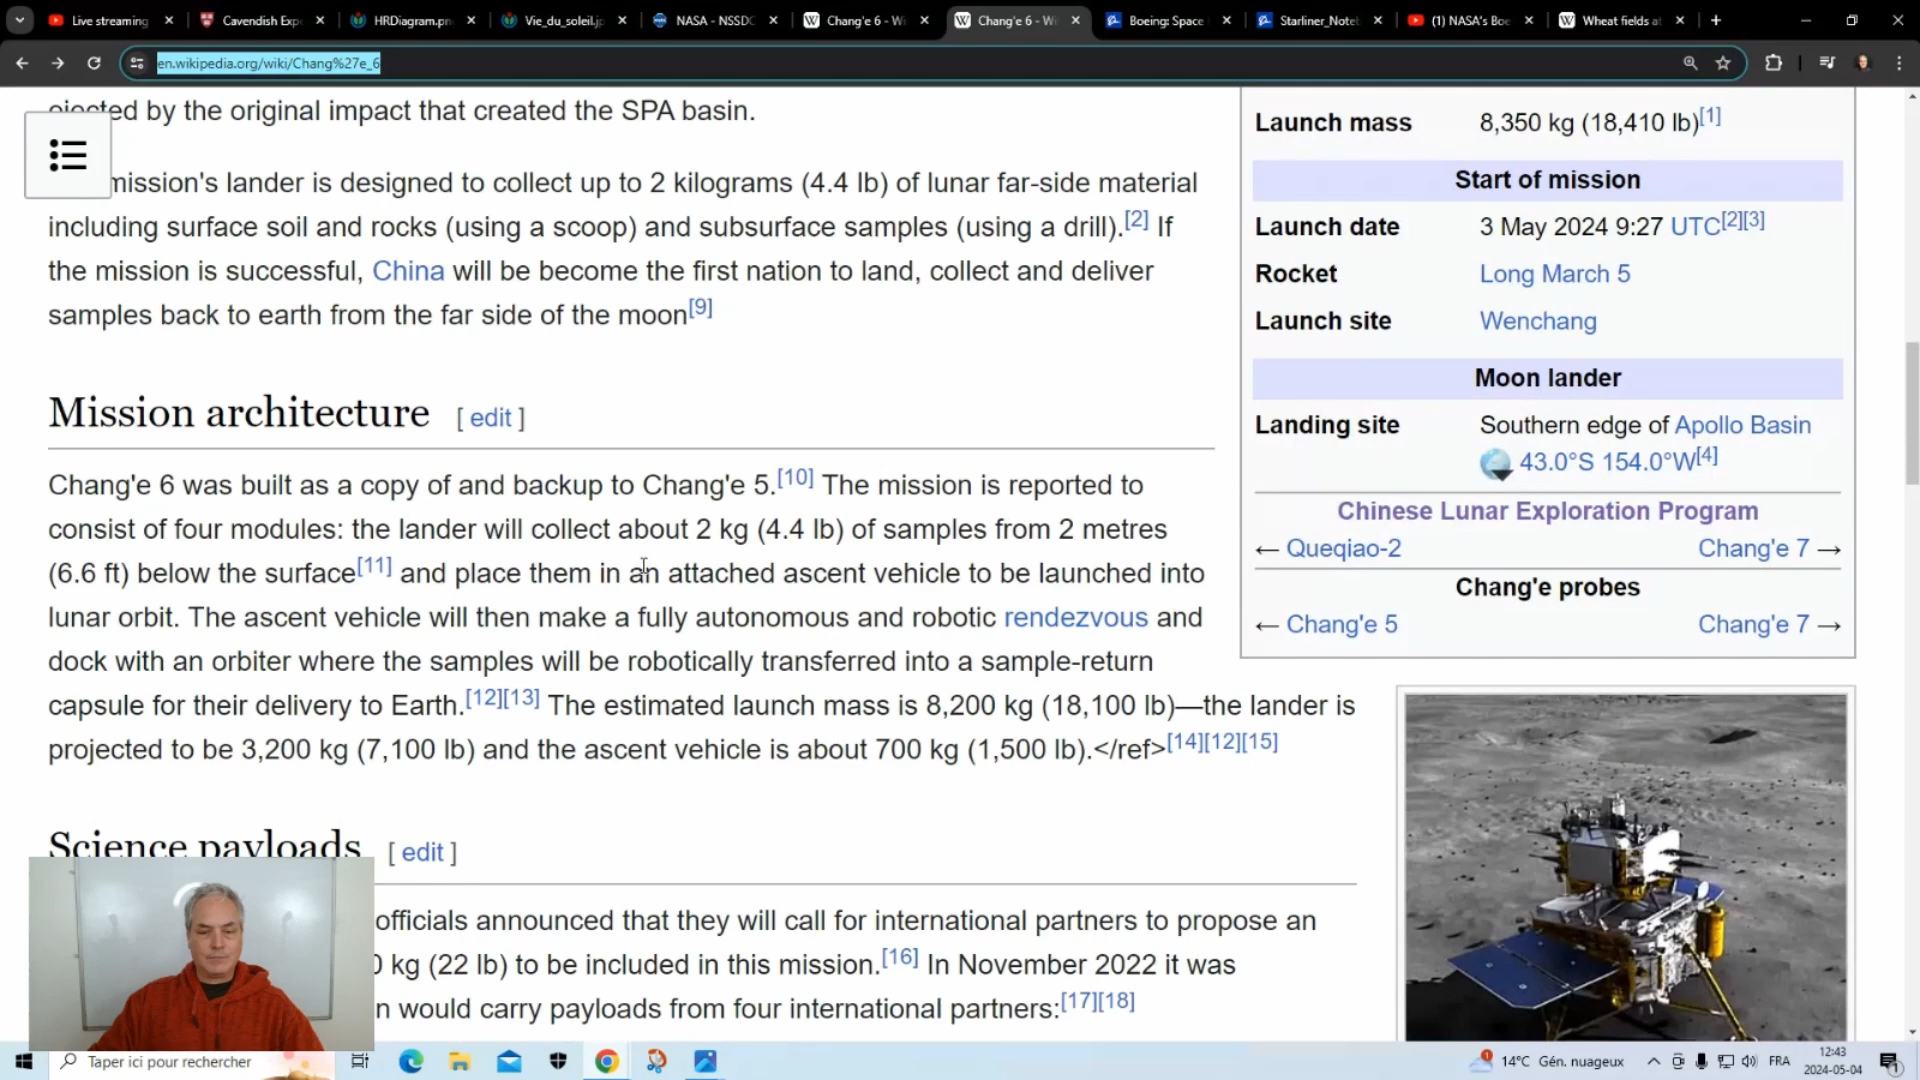 Live streaming
Cavendish Exp
HRDiagram.pn
Vie_du_soleil.j
NASA - NSSDC
Chang'e 6 - W
Chang'e 6 - Wi
Boeing: Space
Starliner_Note
(1) NASA's Boe
Wheat fields at
en.wikipedia.org/wiki/Chang%27e_6
ejected by the original impact that created the SPA basin.
mission's lander is designed to collect up to 2 kilograms (4.4 lb) of lunar far-side material
including surface soil and rocks (using a scoop) and subsurface samples (using a drill).[2] If
the mission is successful, China will be become the first nation to land, collect and deliver
samples back to earth from the far side of the moon[9]
Mission architecture [ edit ]
Chang'e 6 was built as a copy of and backup to Chang'e 5.[10] The mission is reported to
consist of four modules: the lander will collect about 2 kg (4.4 lb) of samples from 2 metres
(6.6 ft) below the surface[11] and place them in an attached ascent vehicle to be launched into
lunar orbit. The ascent vehicle will then make a fully autonomous and robotic rendezvous and
dock with an orbiter where the samples will be robotically transferred into a sample-return
capsule for their delivery to Earth.[12][13] The estimated launch mass is 8,200 kg (18,100 lb)—the lander is
projected to be 3,200 kg (7,100 lb) and the ascent vehicle is about 700 kg (1,500 lb).</ref>[14][12][15]
Science payloads [ edit ]
officials announced that they will call for international partners to propose an
0 kg (22 lb) to be included in this mission.[16] In November 2022 it was
n would carry payloads from four international partners:[17][18]
Launch mass 8,350 kg (18,410 lb)[1]
Start of mission
Launch date 3 May 2024 9:27 UTC[2][3]
Rocket Long March 5
Launch site Wenchang
Moon lander
Landing site Southern edge of Apollo Basin
43.0°S 154.0°W[4]
Chinese Lunar Exploration Program
← Queqiao-2 Chang'e 7 →
Chang'e probes
← Chang'e 5 Chang'e 7 →
Taper ici pour rechercher
14°C Gén. nuageux
FRA
12:43
2024-05-04